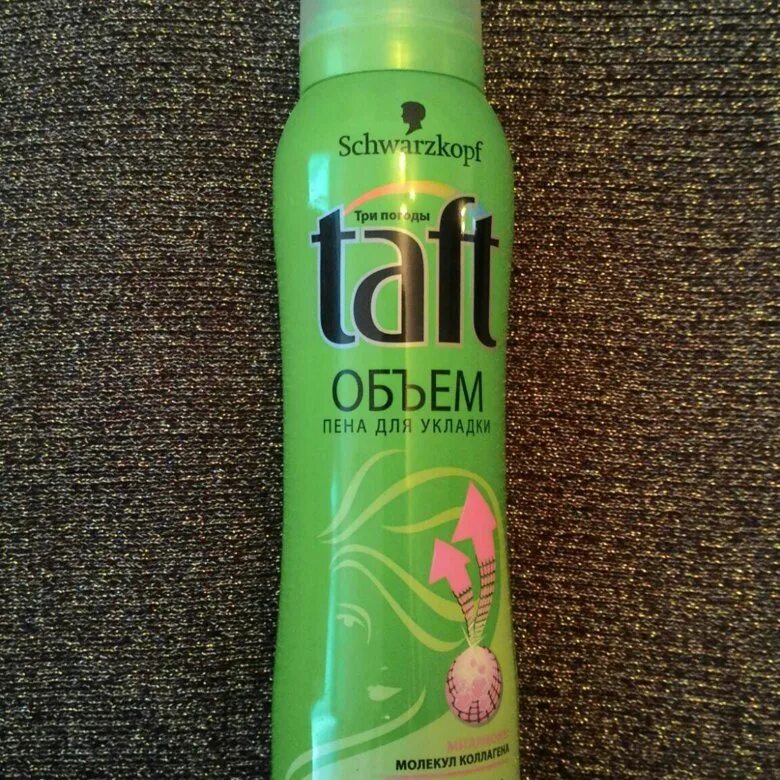 Schwarzkopf
Три погоды
taft
ОБЪЕМ
ПЕНА ДЛЯ УКЛАДКИ
МОЛЕКУЛ КОЛЛАГЕНА